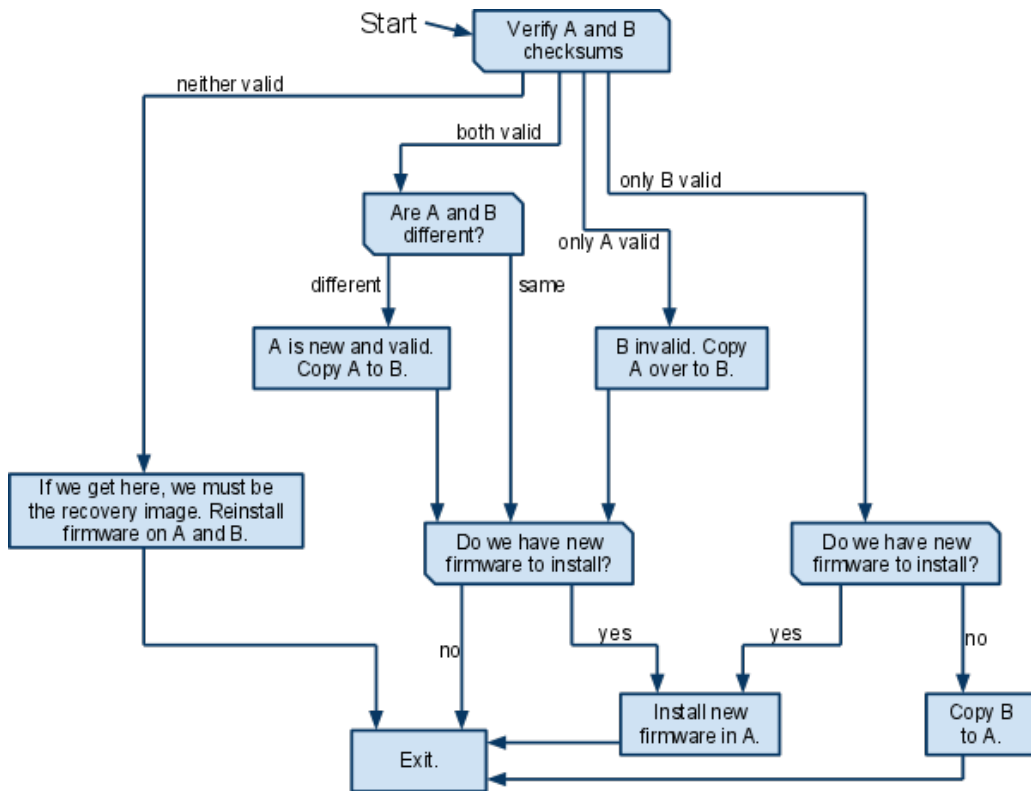 Start
Verify A and B
checksums
neither valid
both valid
only B valid
Are A and B
different?
only A valid
different
same
A is new and valid.
Copy A to B.
B invalid. Copy
A over to B.
If we get here, we must be
the recovery image. Reinstall
firmware on A and B.
Do we have new
firmware to install?
Do we have new
firmware to install?
no
yes
yes
no
Install new
firmware in A.
Copy B
to A.
Exit.